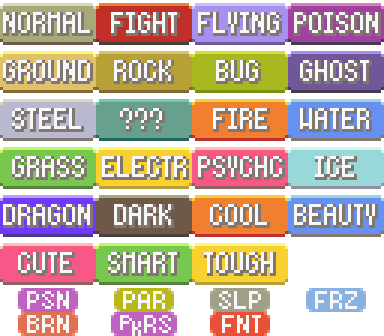 NORMAL FIGHT FLYING POISON
GROUND ROCK BUG GHOST
STEEL ??? FIRE WATER
GRASS ELECTR PSYCHC ICE
DRAGON DARK COOL BEAUTY
CUTE SMART TOUGH
PSN PAR SLP FRZ
BRN PKRS FNT